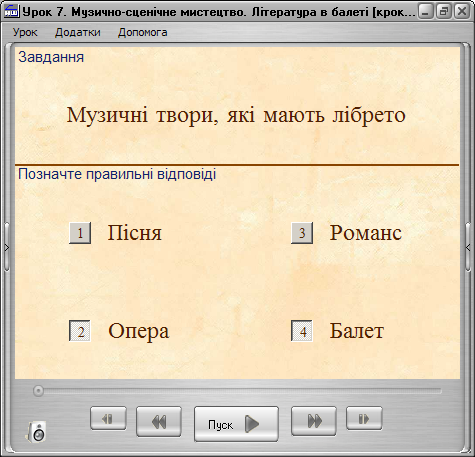 Урок 7. Музично-сценічне мистецтво. Література в балеті [крок...
Урок Додатки Допомога
Завдання
Музичні твори, які мають лібрето
Позначте правильні відповіді
1 Пісня
3 Романс
2 Опера
4 Балет
Пуск